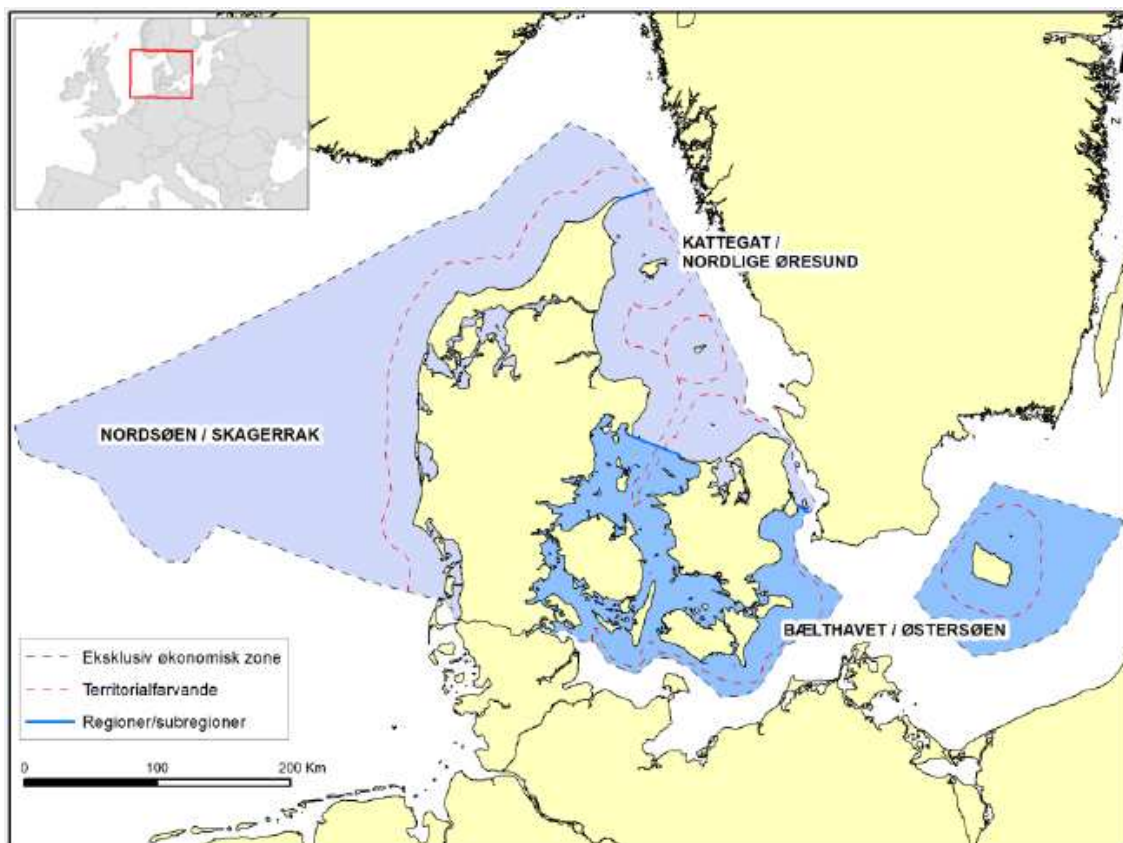 KATTEGAT /
NORDLIGE ØRESUND
NORDSØEN / SKAGERRAK
BÆLTHAVET / ØSTERSØEN
Eksklusiv økonomisk zone
Territorialfarvande
Regioner/subregioner
0 100 200 Km
Z